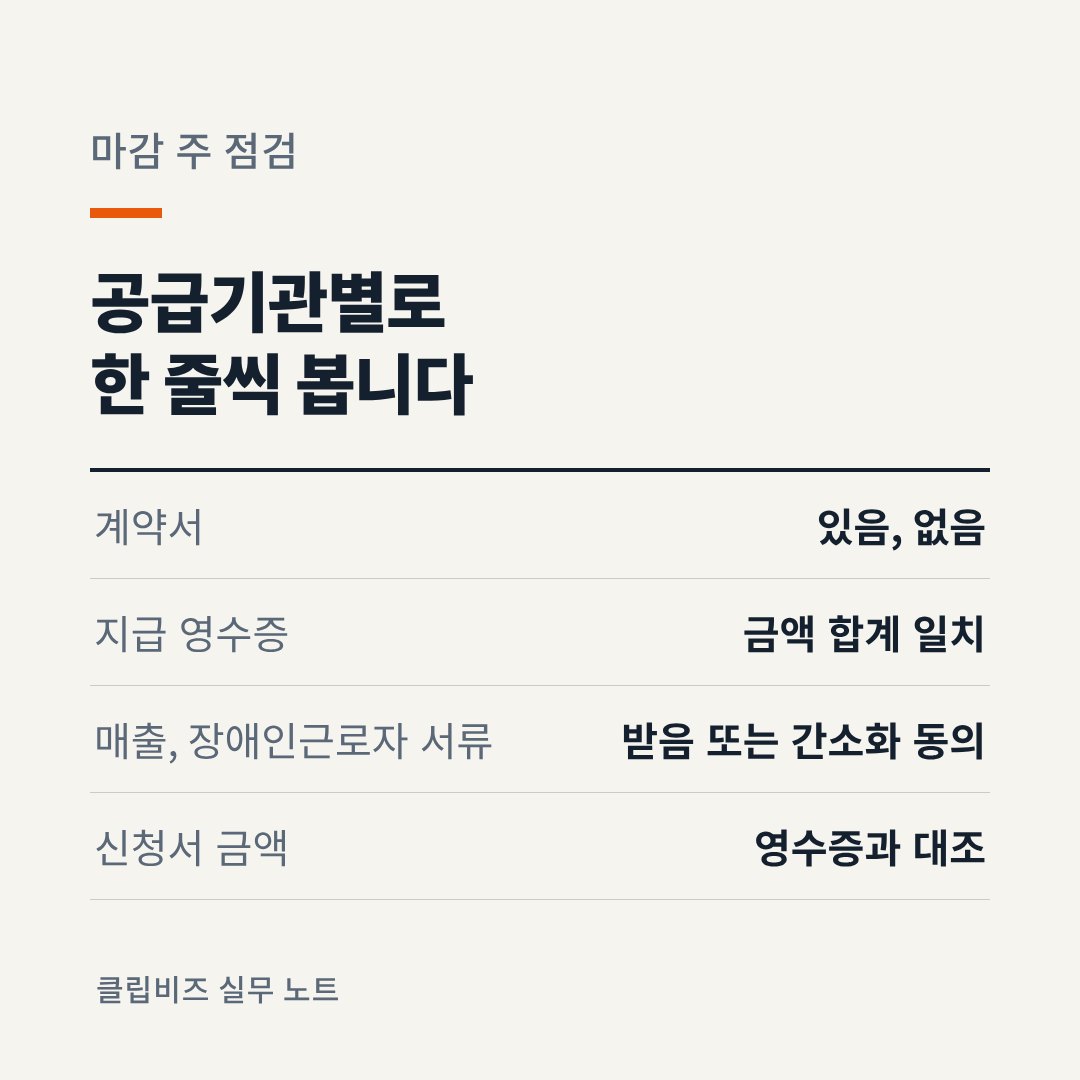 마감 주 점검
공급기관별로
한 줄씩 봅니다
계약서 있음, 없음
지급 영수증 금액 합계 일치
매출, 장애인근로자 서류 받음 또는 간소화 동의
신청서 금액 영수증과 대조
클립비즈 실무 노트